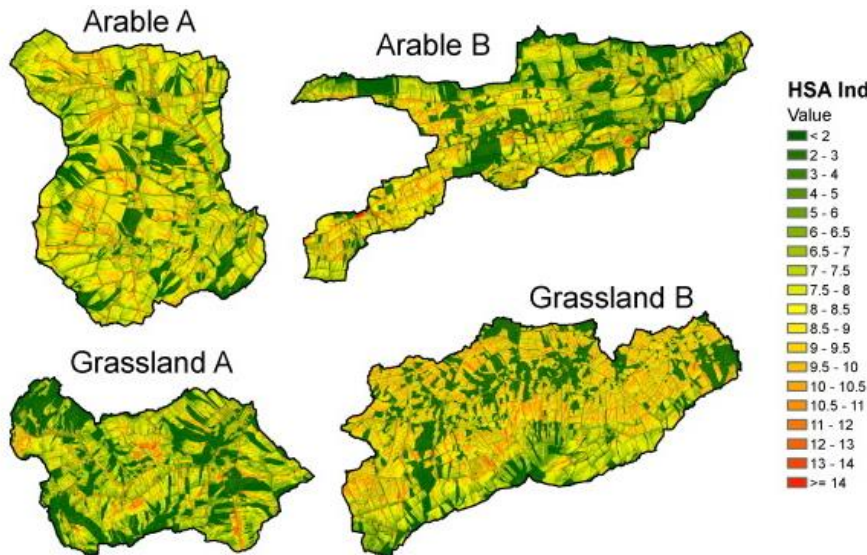 Arable A
Arable B
Grassland A
Grassland B
HSA Ind
Value
< 2
2 - 3
3 - 4
4 - 5
5 - 6
6 - 6.5
6.5 - 7
7 - 7.5
7.5 - 8
8 - 8.5
8.5 - 9
9 - 9.5
9.5 - 10
10 - 10.5
10.5 - 11
11 - 12
12 - 13
13 - 14
>= 14